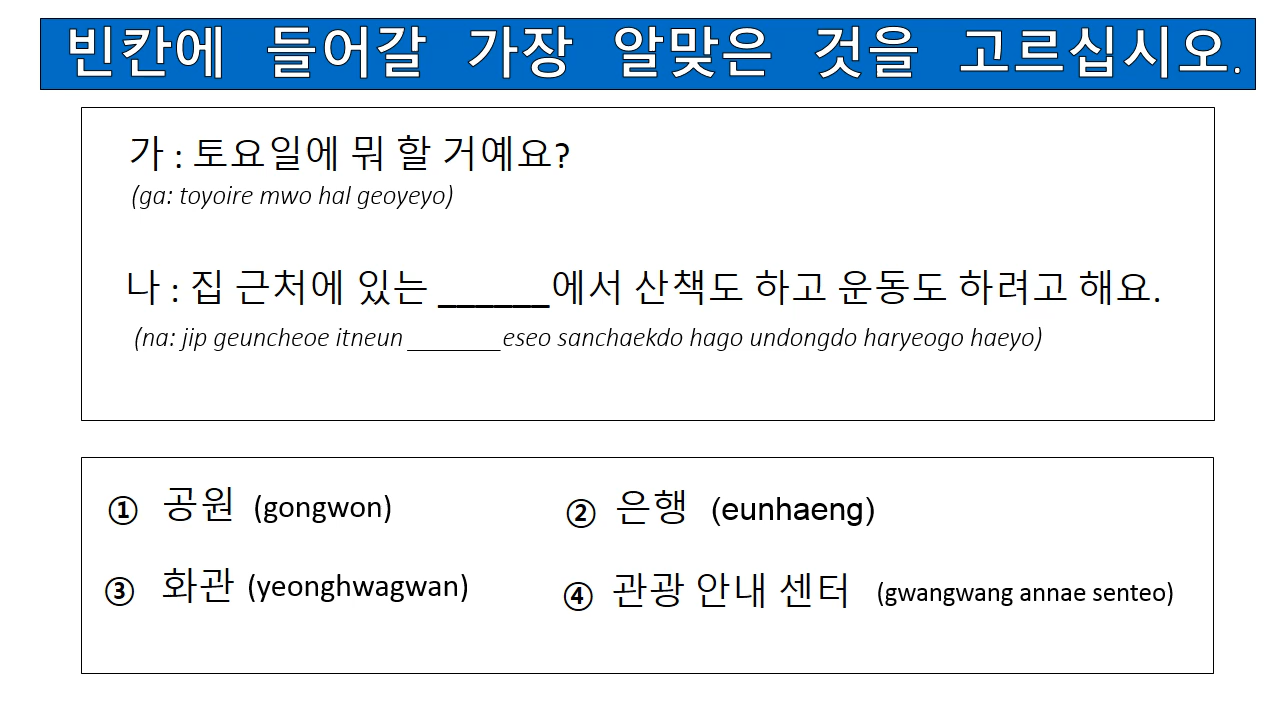 빈칸에 들어갈 가장 알맞은 것을 고르십시오.
가 : 토요일에 뭐 할 거예요?
(ga: toyoire mwo hal geoyeyo)
나 : 집 근처에 있는 ______에서 산책도 하고 운동도 하려고 해요.
(na: jip geuncheoe itneun _______eseo sanchaekdo hago undongdo haryeogo haeyo)
① 공원 (gongwon) ② 은행 (eunhaeng)
③ 화관 (yeonghwagwan) ④ 관광 안내 센터 (gwangwang annae senteo)